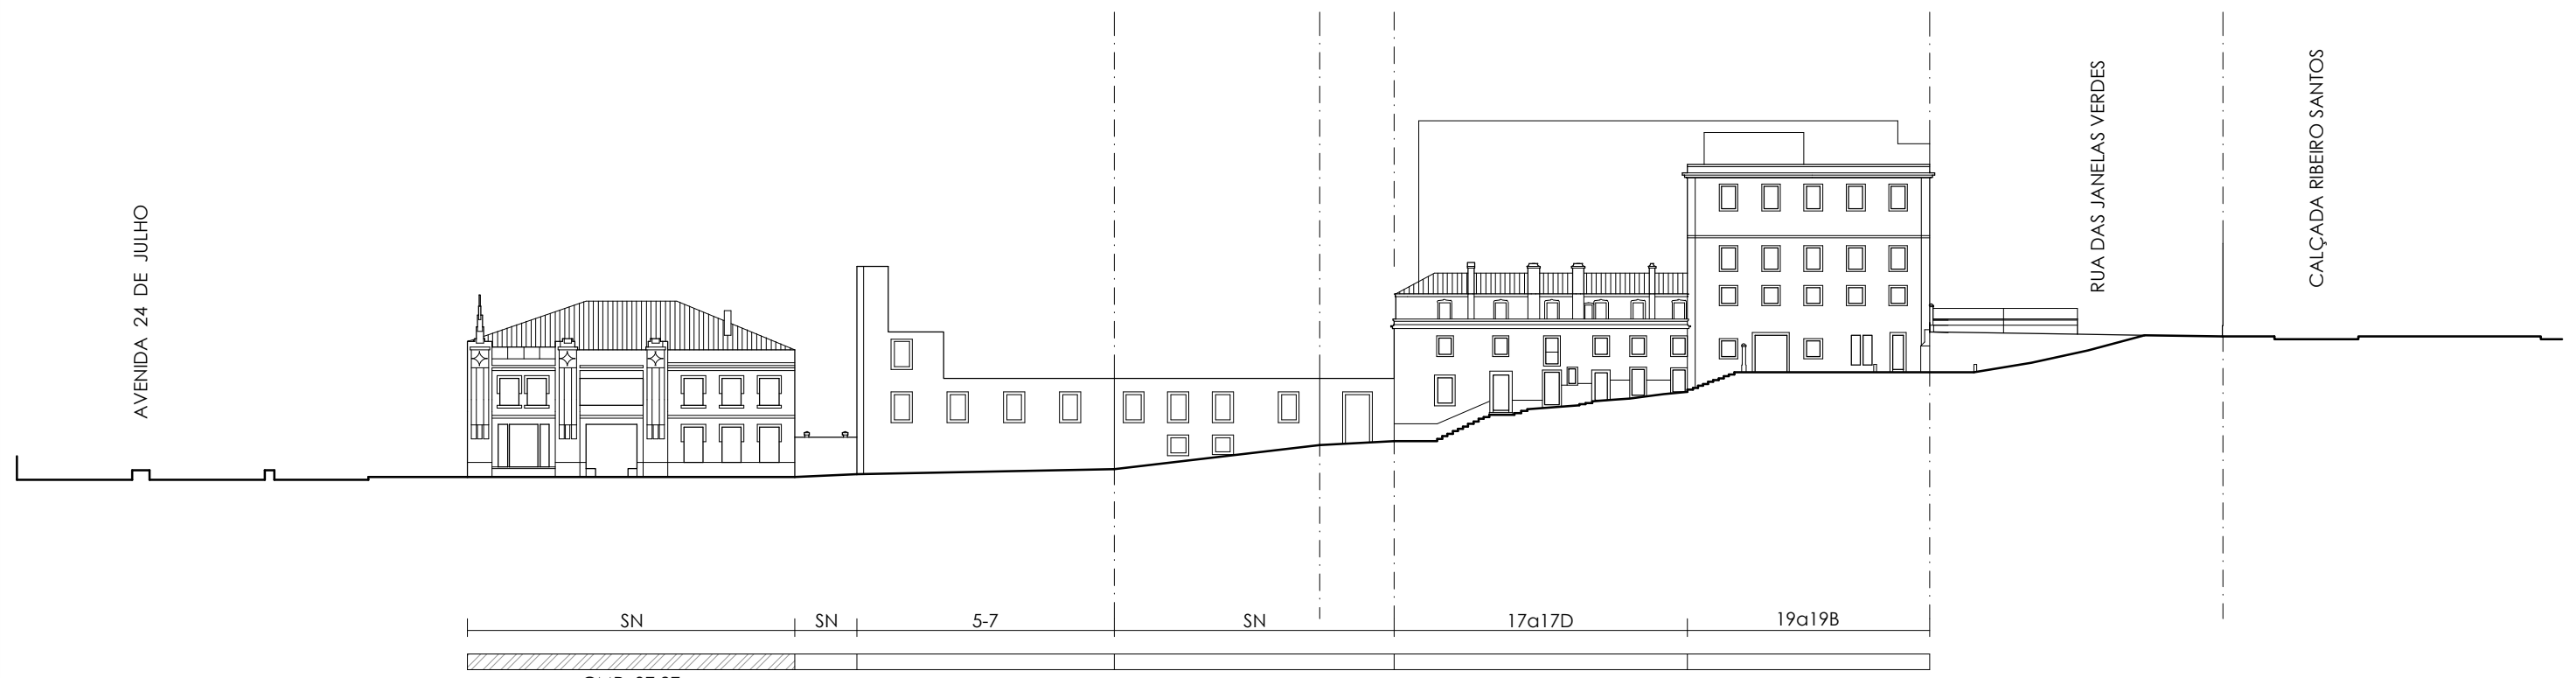 AVENIDA 24 DE JULHO
RUA DAS JANELAS VERDES
CALÇADA RIBEIRO SANTOS
SN
SN
5-7
SN
17a17D
19a19B